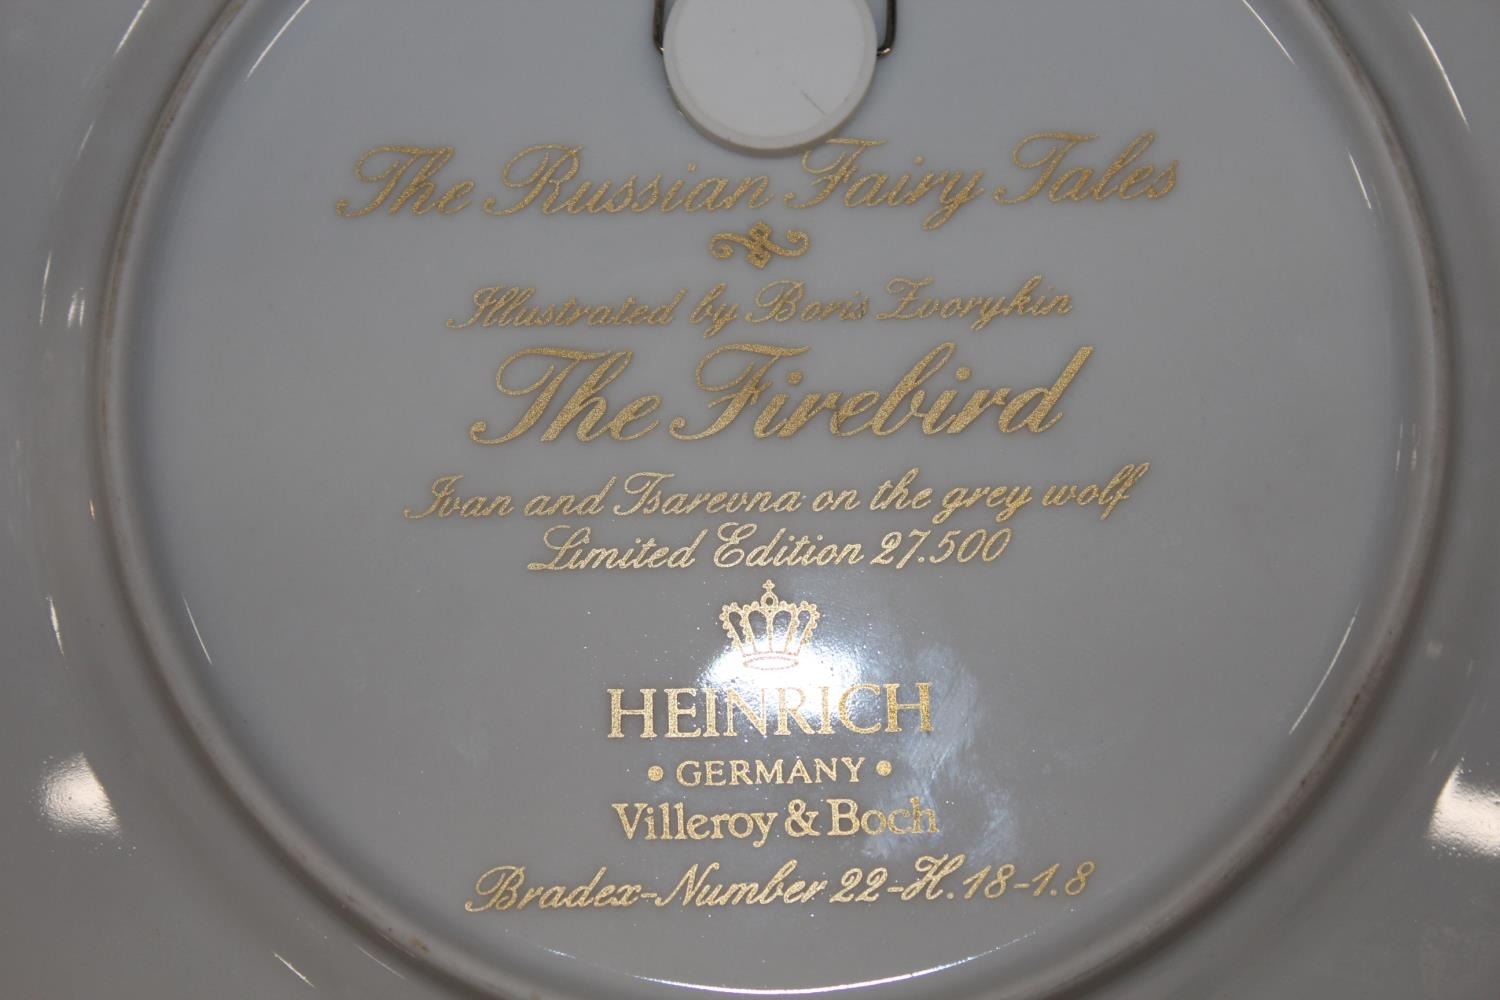 The Russian Fairy Tales
Illustrated by Boris Zvorykin
The Firebird
Ivan and Tsarevna on the grey wolf
Limited Edition 27.500
HEINRICH
• GERMANY •
Villeroy & Boch
Bradex-Number 22-H.18-1.8